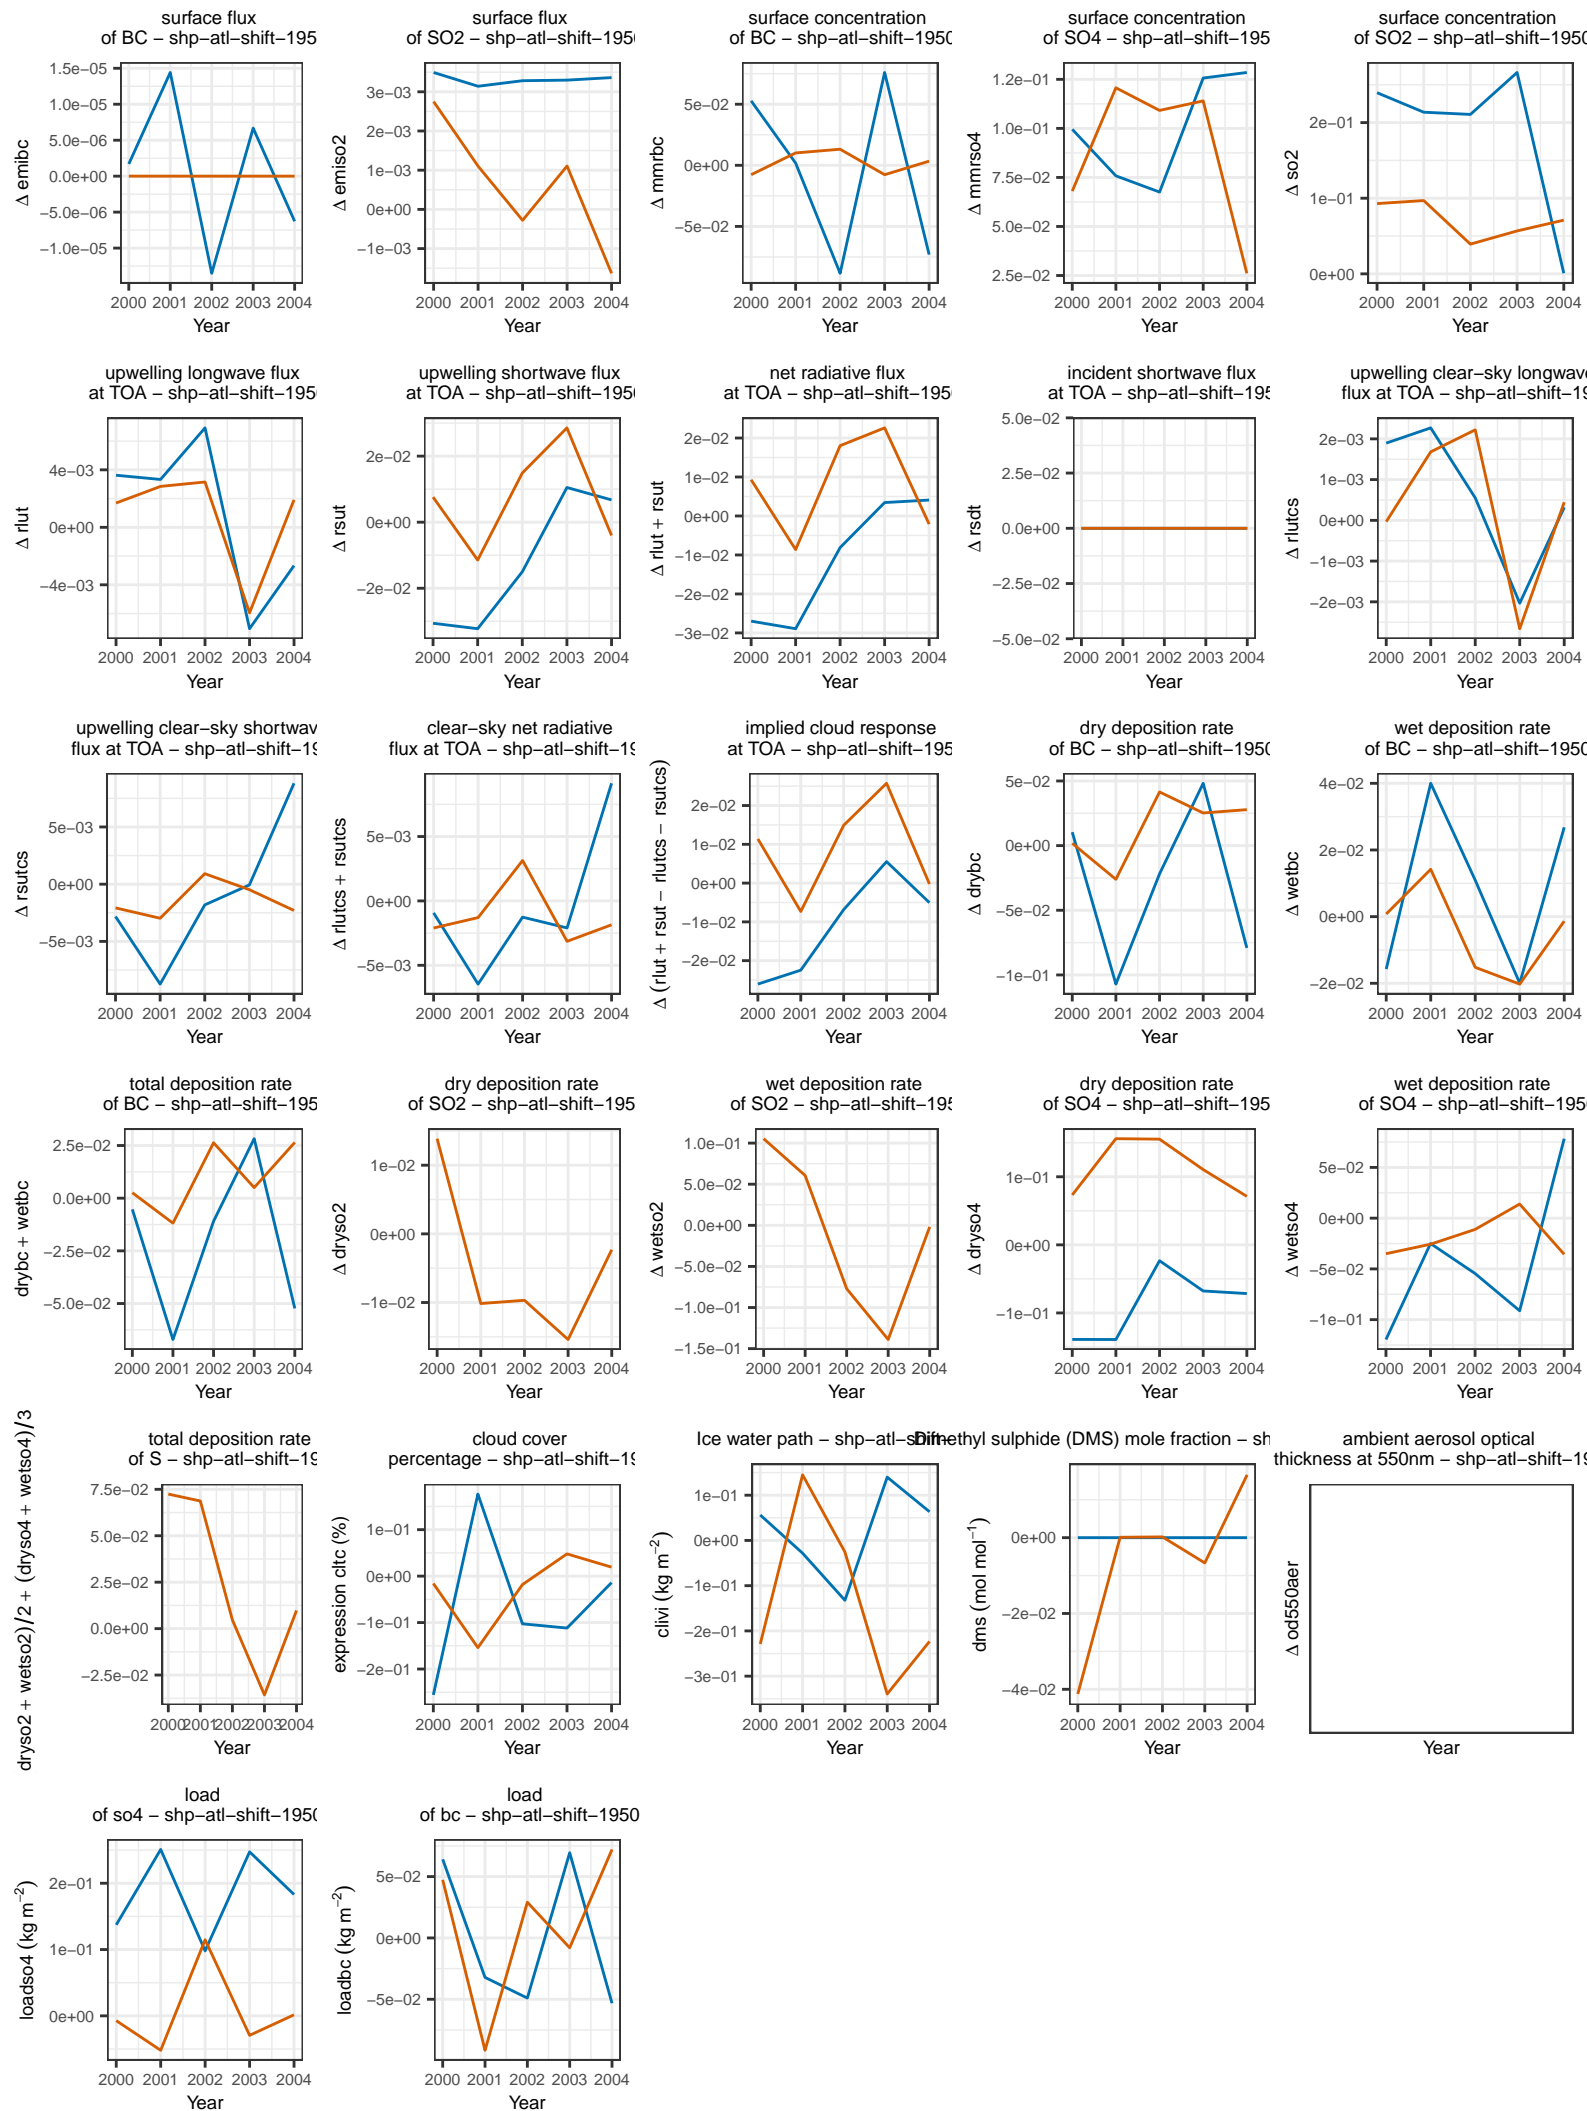 surface flux
of BC − shp−atl−shift−195
Δ emibc
1.5e−05
1.0e−05
5.0e−06
0.0e+00
−5.0e−06
−1.0e−05
2000 2001 2002 2003 2004
Year
surface flux
of SO2 − shp−atl−shift−195
Δ emiso2
3e−03
2e−03
1e−03
0e+00
−1e−03
2000 2001 2002 2003 2004
Year
surface concentration
of BC − shp−atl−shift−1950
Δ mmrbc
5e−02
0e+00
−5e−02
2000 2001 2002 2003 2004
Year
surface concentration
of SO4 − shp−atl−shift−195
Δ mmrso4
1.2e−01
1.0e−01
7.5e−02
5.0e−02
2.5e−02
2000 2001 2002 2003 2004
Year
surface concentration
of SO2 − shp−atl−shift−195
Δ so2
2e−01
1e−01
0e+00
2000 2001 2002 2003 2004
Year
upwelling longwave flux
at TOA − shp−atl−shift−195
Δ rlut
4e−03
0e+00
−4e−03
2000 2001 2002 2003 2004
Year
upwelling shortwave flux
at TOA − shp−atl−shift−195
Δ rsut
2e−02
0e+00
−2e−02
2000 2001 2002 2003 2004
Year
net radiative flux
at TOA − shp−atl−shift−195
Δ rlut + rsut
2e−02
1e−02
0e+00
−1e−02
−2e−02
−3e−02
2000 2001 2002 2003 2004
Year
incident shortwave flux
at TOA − shp−atl−shift−195
Δ rsdt
5.0e−02
2.5e−02
0.0e+00
−2.5e−02
−5.0e−02
2000 2001 2002 2003 2004
Year
upwelling clear−sky longwave
flux at TOA − shp−atl−shift−19
Δ rlutcs
2e−03
1e−03
0e+00
−1e−03
−2e−03
2000 2001 2002 2003 2004
Year
upwelling clear−sky shortwav
flux at TOA − shp−atl−shift−19
Δ rsutcs
5e−03
0e+00
−5e−03
2000 2001 2002 2003 2004
Year
clear−sky net radiative
flux at TOA − shp−atl−shift−19
Δ rlutcs + rsutcs
5e−03
0e+00
−5e−03
2000 2001 2002 2003 2004
Year
implied cloud response
at TOA − shp−atl−shift−195
Δ (rlut + rsut − rlutcs − rsutcs)
2e−02
1e−02
0e+00
−1e−02
−2e−02
2000 2001 2002 2003 2004
Year
dry deposition rate
of BC − shp−atl−shift−1950
Δ drybc
5e−02
0e+00
−5e−02
−1e−01
2000 2001 2002 2003 2004
Year
wet deposition rate
of BC − shp−atl−shift−1950
Δ wetbc
4e−02
2e−02
0e+00
−2e−02
2000 2001 2002 2003 2004
Year
total deposition rate
of BC − shp−atl−shift−195
drybc + wetbc
2.5e−02
0.0e+00
−2.5e−02
−5.0e−02
2000 2001 2002 2003 2004
Year
dry deposition rate
of SO2 − shp−atl−shift−195
Δ dryso2
1e−02
0e+00
−1e−02
2000 2001 2002 2003 2004
Year
wet deposition rate
of SO2 − shp−atl−shift−195
Δ wetso2
1.0e−01
5.0e−02
0.0e+00
−5.0e−02
−1.0e−01
−1.5e−01
2000 2001 2002 2003 2004
Year
dry deposition rate
of SO4 − shp−atl−shift−195
Δ dryso4
1e−01
0e+00
−1e−01
2000 2001 2002 2003 2004
Year
wet deposition rate
of SO4 − shp−atl−shift−195
Δ wetso4
5e−02
0e+00
−5e−02
−1e−01
2000 2001 2002 2003 2004
Year
total deposition rate
of S − shp−atl−shift−19
dryso2 + wetso2)/2 + (dryso4 + wetso4)/3
7.5e−02
5.0e−02
2.5e−02
0.0e+00
−2.5e−02
2000 2001 2002 2003 2004
Year
cloud cover
percentage − shp−atl−shift−19
expression cltc (%)
1e−01
0e+00
−1e−01
−2e−01
2000 2001 2002 2003 2004
Year
Ice water path − shp−atl−shift−
clivi (kg m−2)
1e−01
0e+00
−1e−01
−2e−01
−3e−01
2000 2001 2002 2003 2004
Year
Dimethyl sulphide (DMS) mole fraction − sh
dms (mol mol−1)
0e+00
−2e−02
−4e−02
2000 2001 2002 2003 2004
Year
ambient aerosol optical
thickness at 550nm − shp−atl−shift−19
Δ od550aer
Year
load
of so4 − shp−atl−shift−1950
loadso4 (kg m−2)
2e−01
1e−01
0e+00
2000 2001 2002 2003 2004
Year
load
of bc − shp−atl−shift−1950
loadbc (kg m−2)
5e−02
0e+00
−5e−02
2000 2001 2002 2003 2004
Year